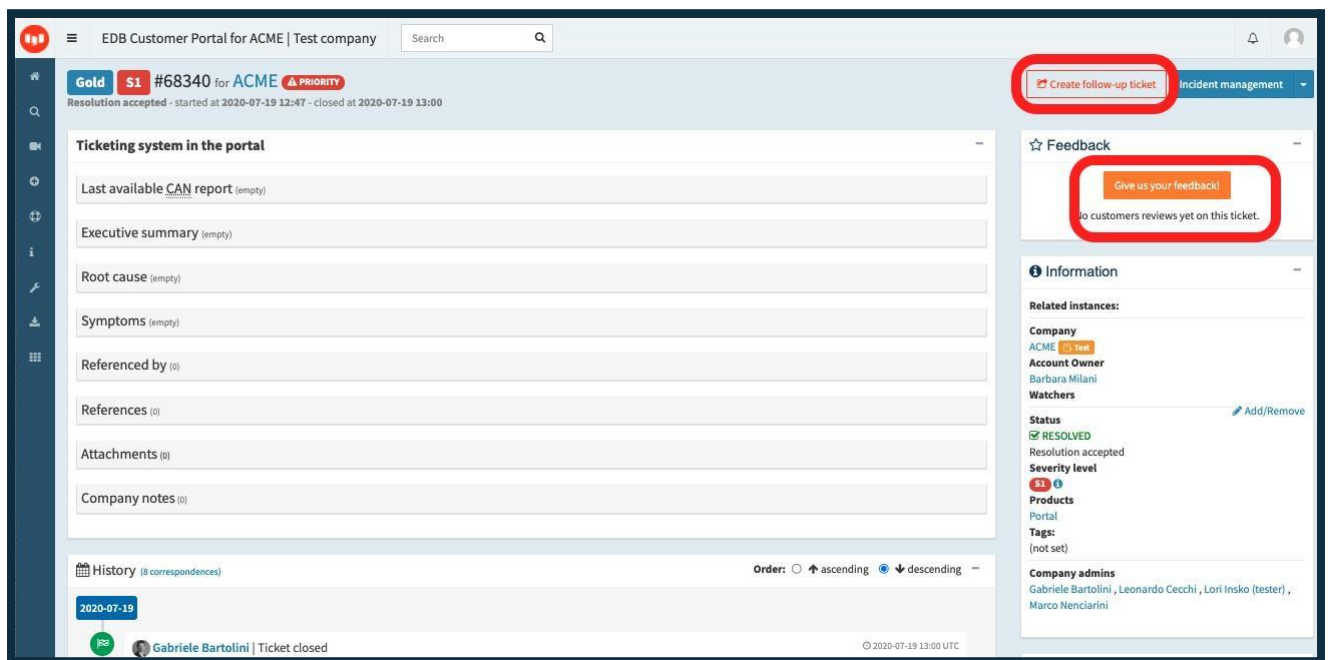 EDB Customer Portal for ACME | Test company
Search
Gold S1 #68340 for ACME PRIORITY
Resolution accepted - started at 2020-07-19 12:47 - closed at 2020-07-19 13:00
Create follow-up ticket
Incident management
Ticketing system in the portal
Last available CAN report (empty)
Executive summary (empty)
Root cause (empty)
Symptoms (empty)
Referenced by (0)
References (0)
Attachments (0)
Company notes (0)
History (8 correspondences)
Order: ascending descending
2020-07-19
Gabriele Bartolini | Ticket closed
2020-07-19 13:00 UTC
Feedback
Give us your feedback!
No customers reviews yet on this ticket.
Information
Related instances:
Company
ACME Test
Account Owner
Barbara Milani
Watchers
Add/Remove
Status
RESOLVED
Resolution accepted
Severity level
S1
Products
Portal
Tags:
(not set)
Company admins
Gabriele Bartolini , Leonardo Cecchi , Lori Insko (tester) ,
Marco Nenciarini